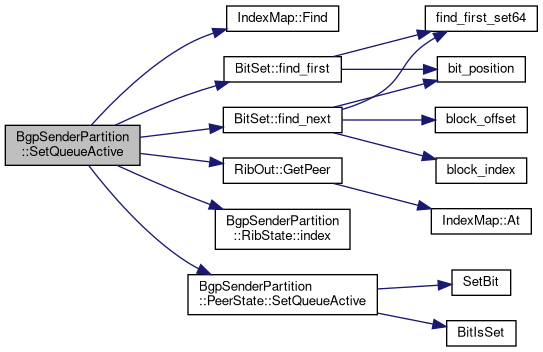 BgpSenderPartition
::SetQueueActive
IndexMap::Find
BitSet::find_first
BitSet::find_next
RibOut::GetPeer
BgpSenderPartition
::RibState::index
BgpSenderPartition
::PeerState::SetQueueActive
find_first_set64
bit_position
block_offset
block_index
IndexMap::At
SetBit
BitIsSet